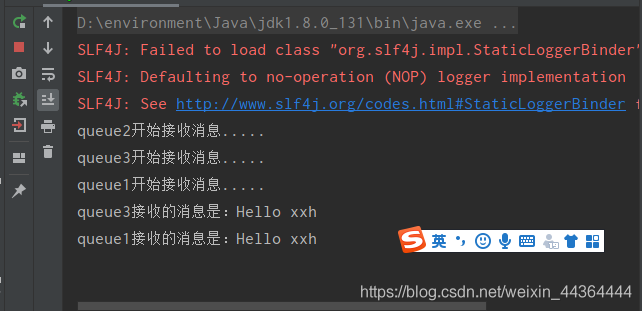 D:\environment\Java\jdk1.8.0_131\bin\java.exe ...
SLF4J: Failed to load class "org.slf4j.impl.StaticLoggerBinder"
SLF4J: Defaulting to no-operation (NOP) logger implementation
SLF4J: See http://www.slf4j.org/codes.html#StaticLoggerBinder f
queue2开始接收消息.....
queue3开始接收消息.....
queue1开始接收消息.....
queue3接收的消息是：Hello xxh
queue1接收的消息是：Hello xxh
S 英
https://blog.csdn.net/weixin_44364444